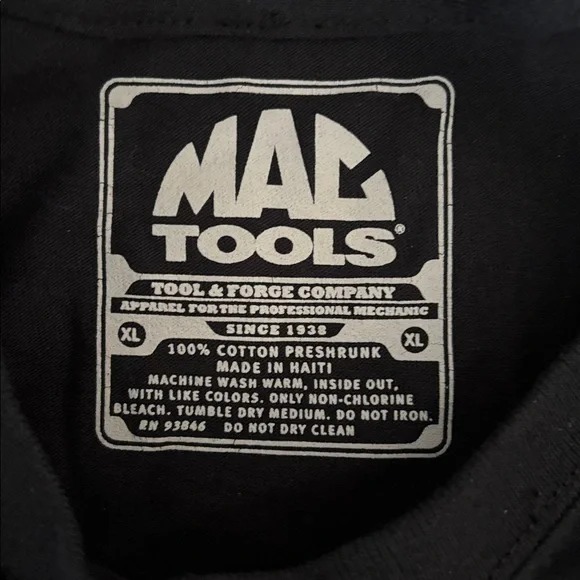 MAC
TOOLS®
TOOL & FORGE COMPANY
APPAREL FOR THE PROFESSIONAL MECHANIC
XL SINCE 1938 XL
100% COTTON PRESHRUNK
MADE IN HAITI
MACHINE WASH WARM, INSIDE OUT,
WITH LIKE COLORS. ONLY NON-CHLORINE
BLEACH. TUMBLE DRY MEDIUM. DO NOT IRON.
RN 93846 DO NOT DRY CLEAN